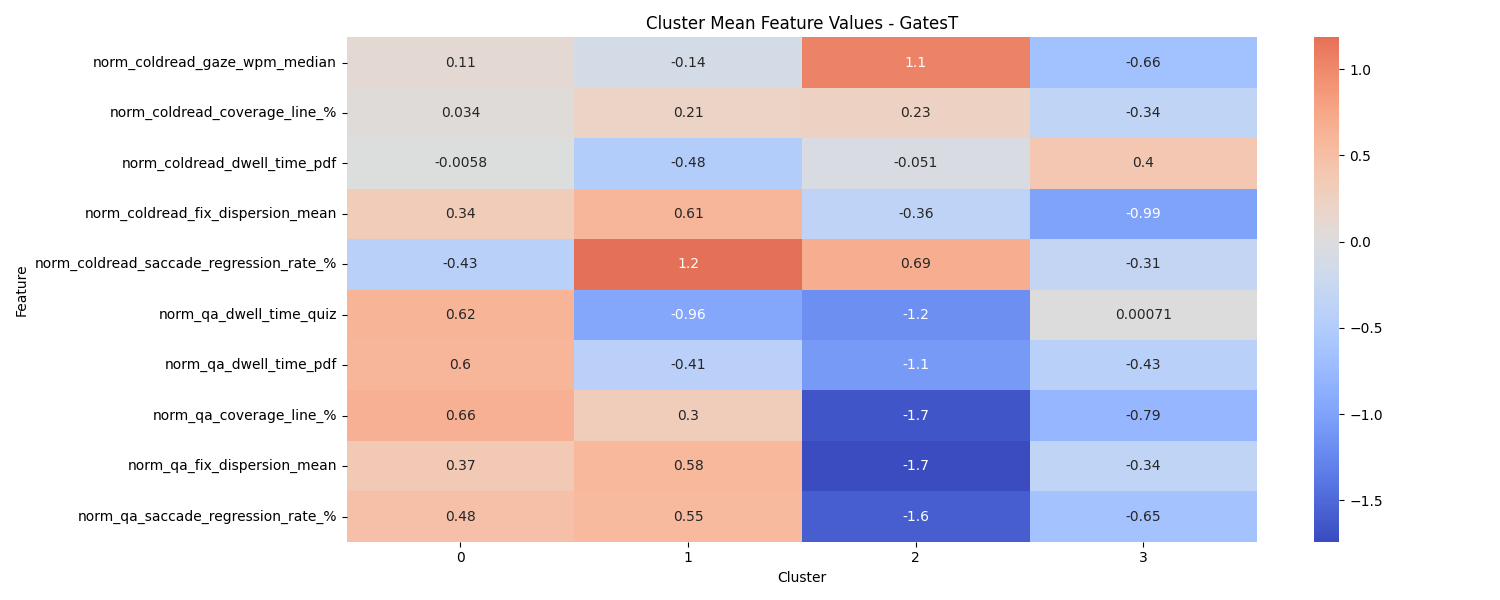 Cluster Mean Feature Values - GatesT
norm_coldread_gaze_wpm_median 0.11 -0.14 1.1 -0.66
norm_coldread_coverage_line_% 0.034 0.21 0.23 -0.34
norm_coldread_dwell_time_pdf -0.0058 -0.48 -0.051 0.4
norm_coldread_fix_dispersion_mean 0.34 0.61 -0.36 -0.99
norm_coldread_saccade_regression_rate_% -0.43 1.2 0.69 -0.31
norm_qa_dwell_time_quiz 0.62 -0.96 -1.2 0.00071
norm_qa_dwell_time_pdf 0.6 -0.41 -1.1 -0.43
norm_qa_coverage_line_% 0.66 0.3 -1.7 -0.79
norm_qa_fix_dispersion_mean 0.37 0.58 -1.7 -0.34
norm_qa_saccade_regression_rate_% 0.48 0.55 -1.6 -0.65
0 1 2 3
Cluster
Feature
1.0
0.5
0.0
−0.5
−1.0
−1.5